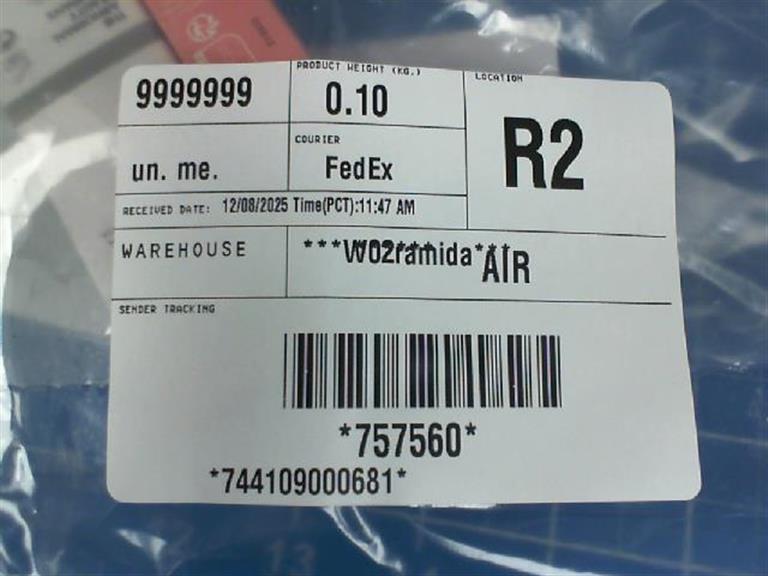 9999999
PRODUCT WEIGHT (KG.)
0.10
LOCATION
R2
un. me.
COURIER
FedEx
RECEIVED DATE: 12/08/2025 Time(PCT):11:47 AM
WAREHOUSE
***W02ramida***
AIR
SENDER TRACKING
*757560*
*744109000681*
13